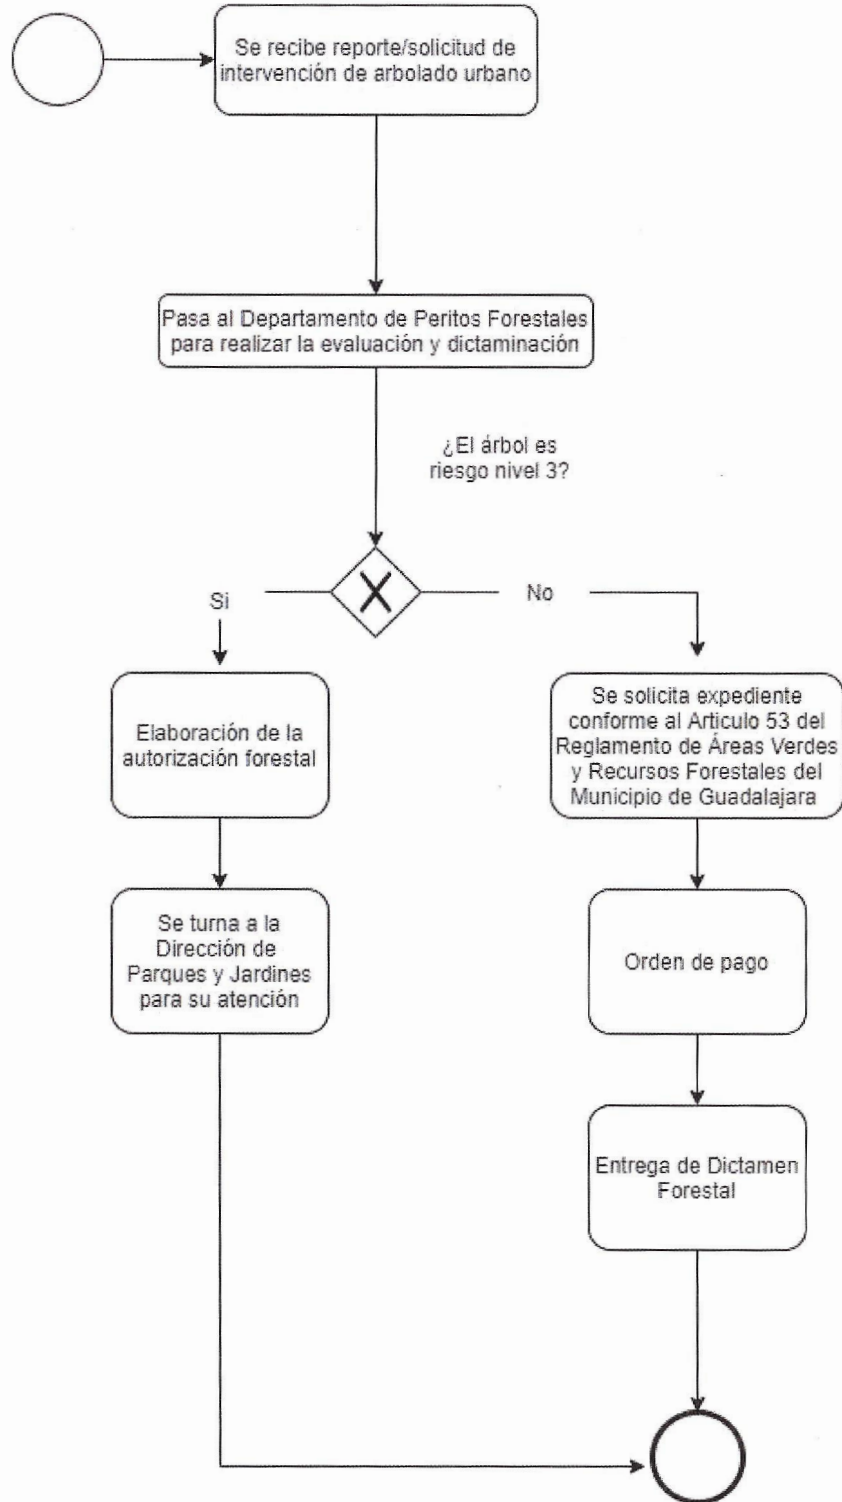 Se recibe reporte/solicitud de
intervención de arbolado urbano
Pasa al Departamento de Peritos Forestales
para realizar la evaluación y dictaminación
¿El árbol es
riesgo nivel 3?
Si
No
Elaboración de la
autorización forestal
Se turna a la
Dirección de
Parques y Jardines
para su atención
Se solicita expediente
conforme al Articulo 53 del
Reglamento de Áreas Verdes
y Recursos Forestales del
Municipio de Guadalajara
Orden de pago
Entrega de Dictamen
Forestal